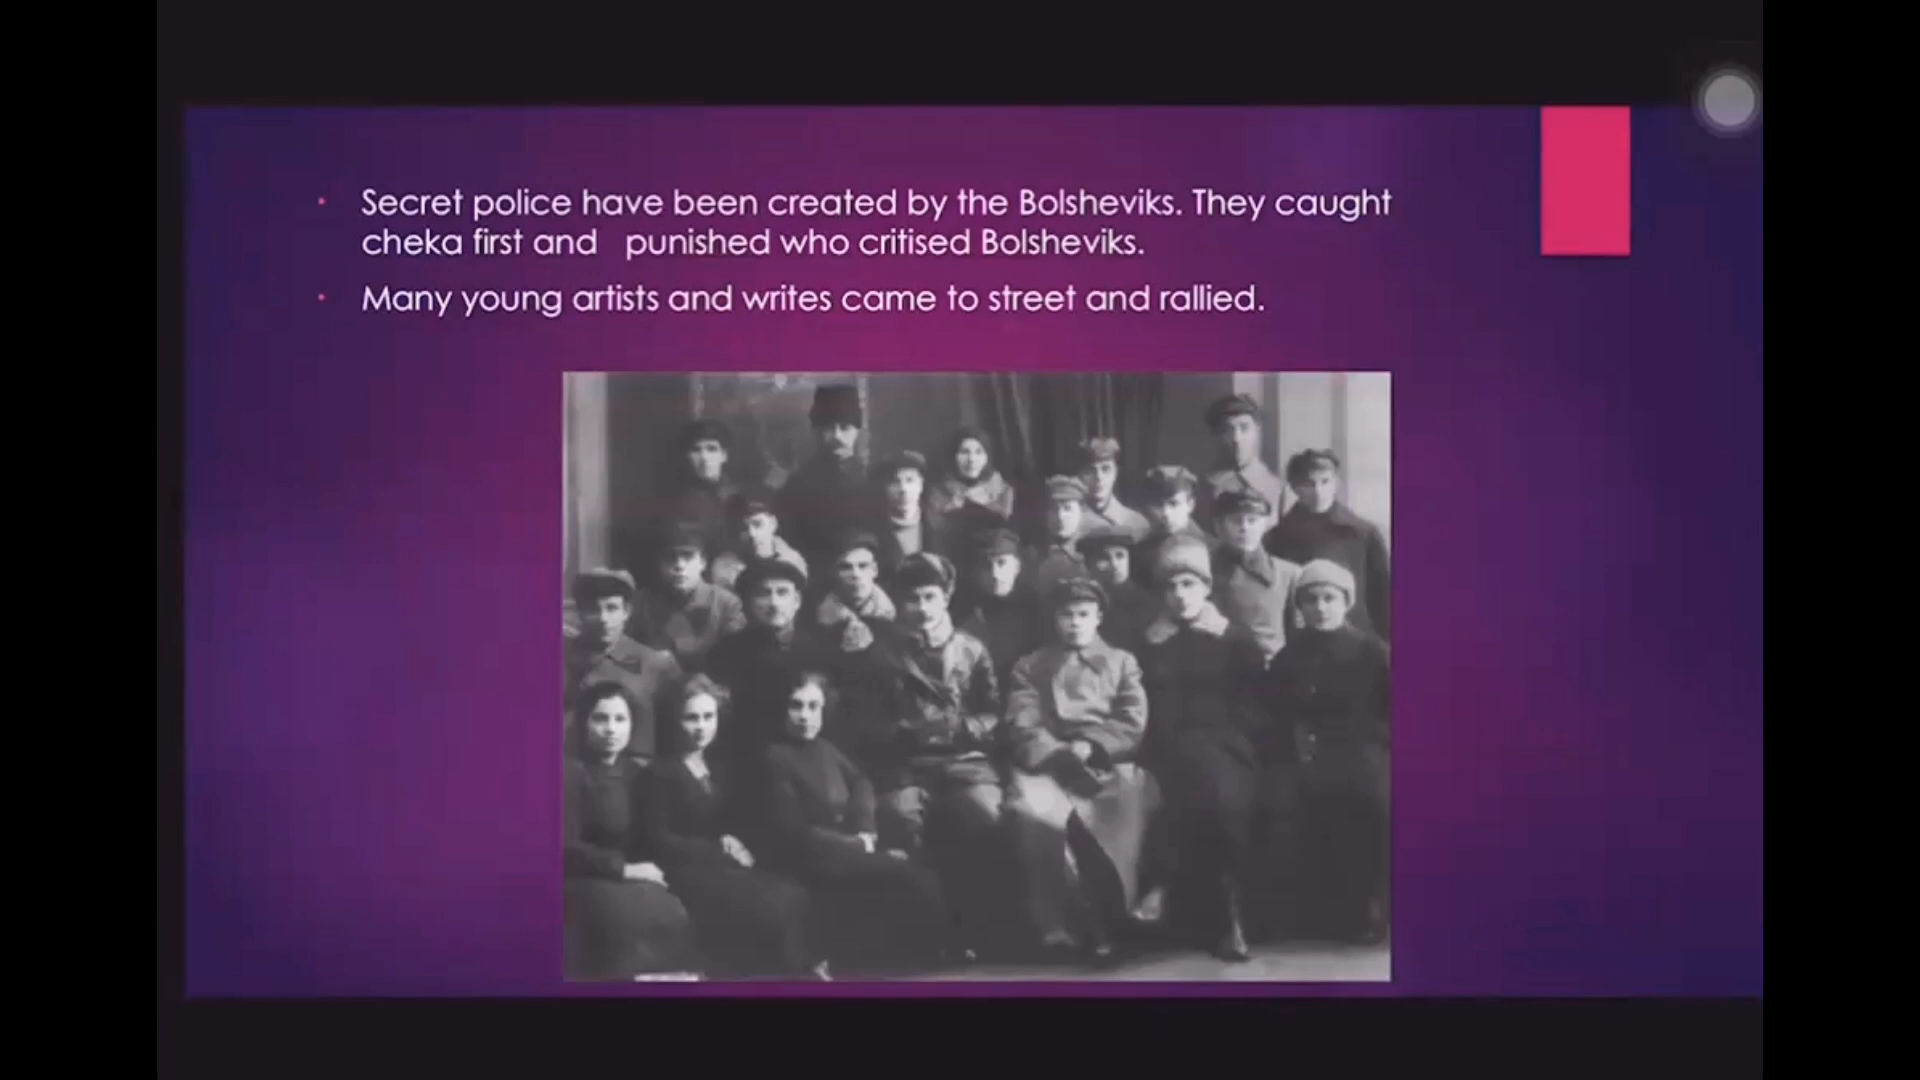 Secret police have been created by the Bolsheviks. They caught
cheka first and punished who critised Bolsheviks.
Many young artists and writes came to street and rallied.